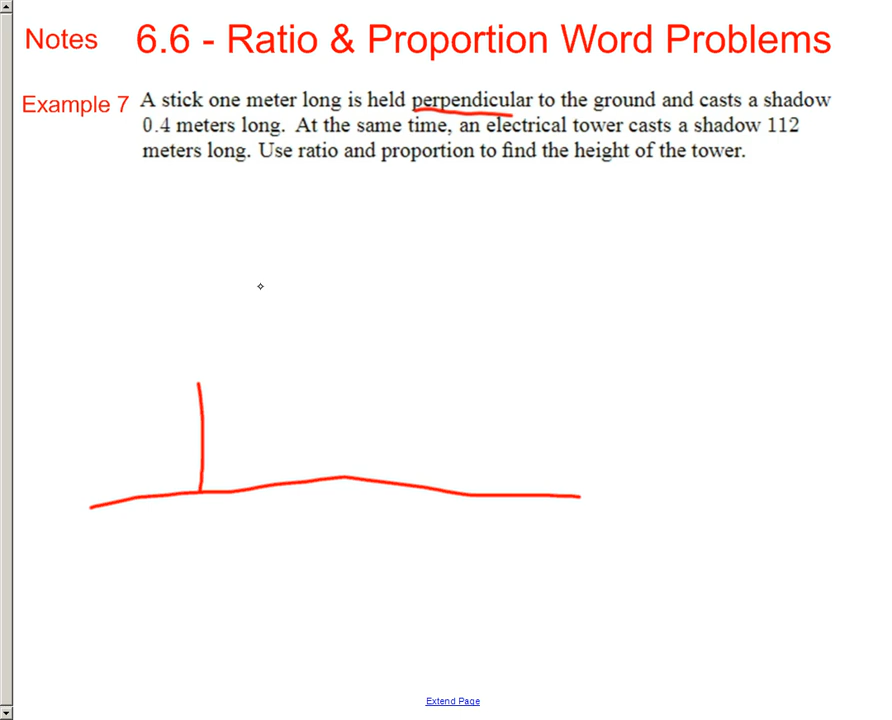 Notes 6.6 - Ratio & Proportion Word Problems
Example 7 A stick one meter long is held perpendicular to the ground and casts a shadow
0.4 meters long. At the same time, an electrical tower casts a shadow 112
meters long. Use ratio and proportion to find the height of the tower.
Extend Page